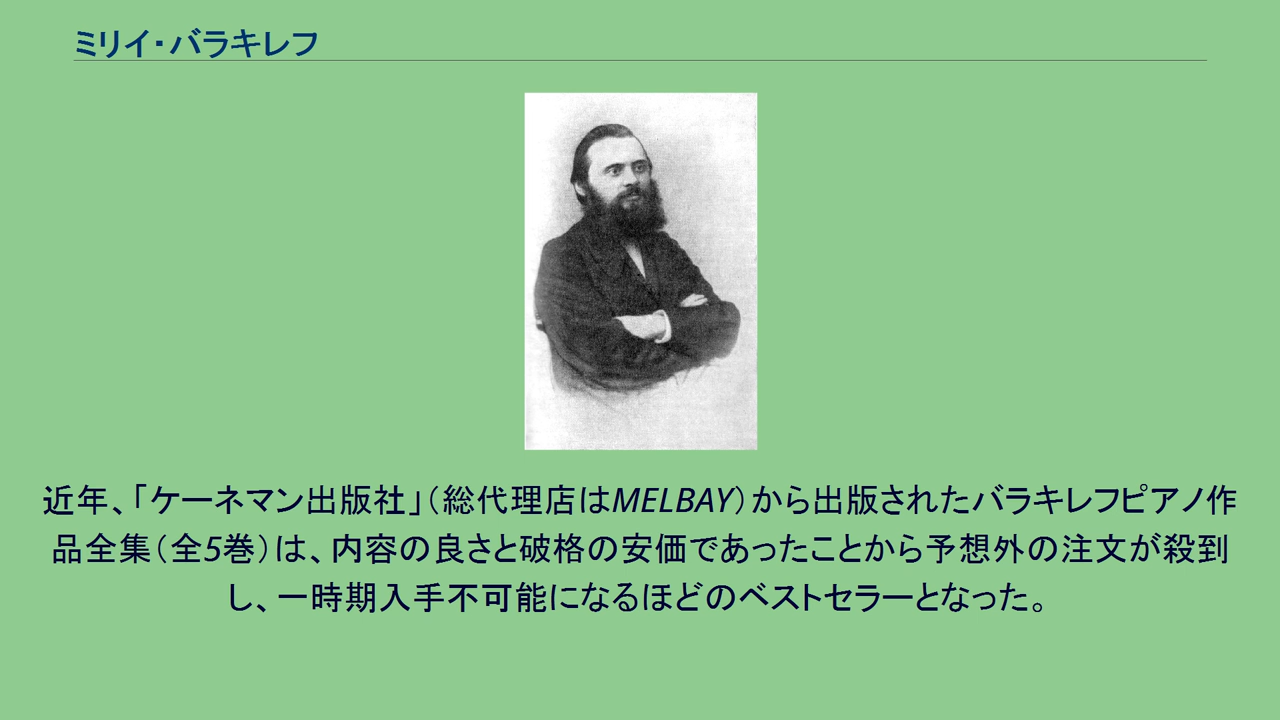 ミリイ・バラキレフ
近年、「ケーネマン出版社」（総代理店はMELBAY）から出版されたバラキレフピアノ作
品全集（全5巻）は、内容の良さと破格の安価であったことから予想外の注文が殺到
し、一時期入手不可能になるほどのベストセラーとなった。